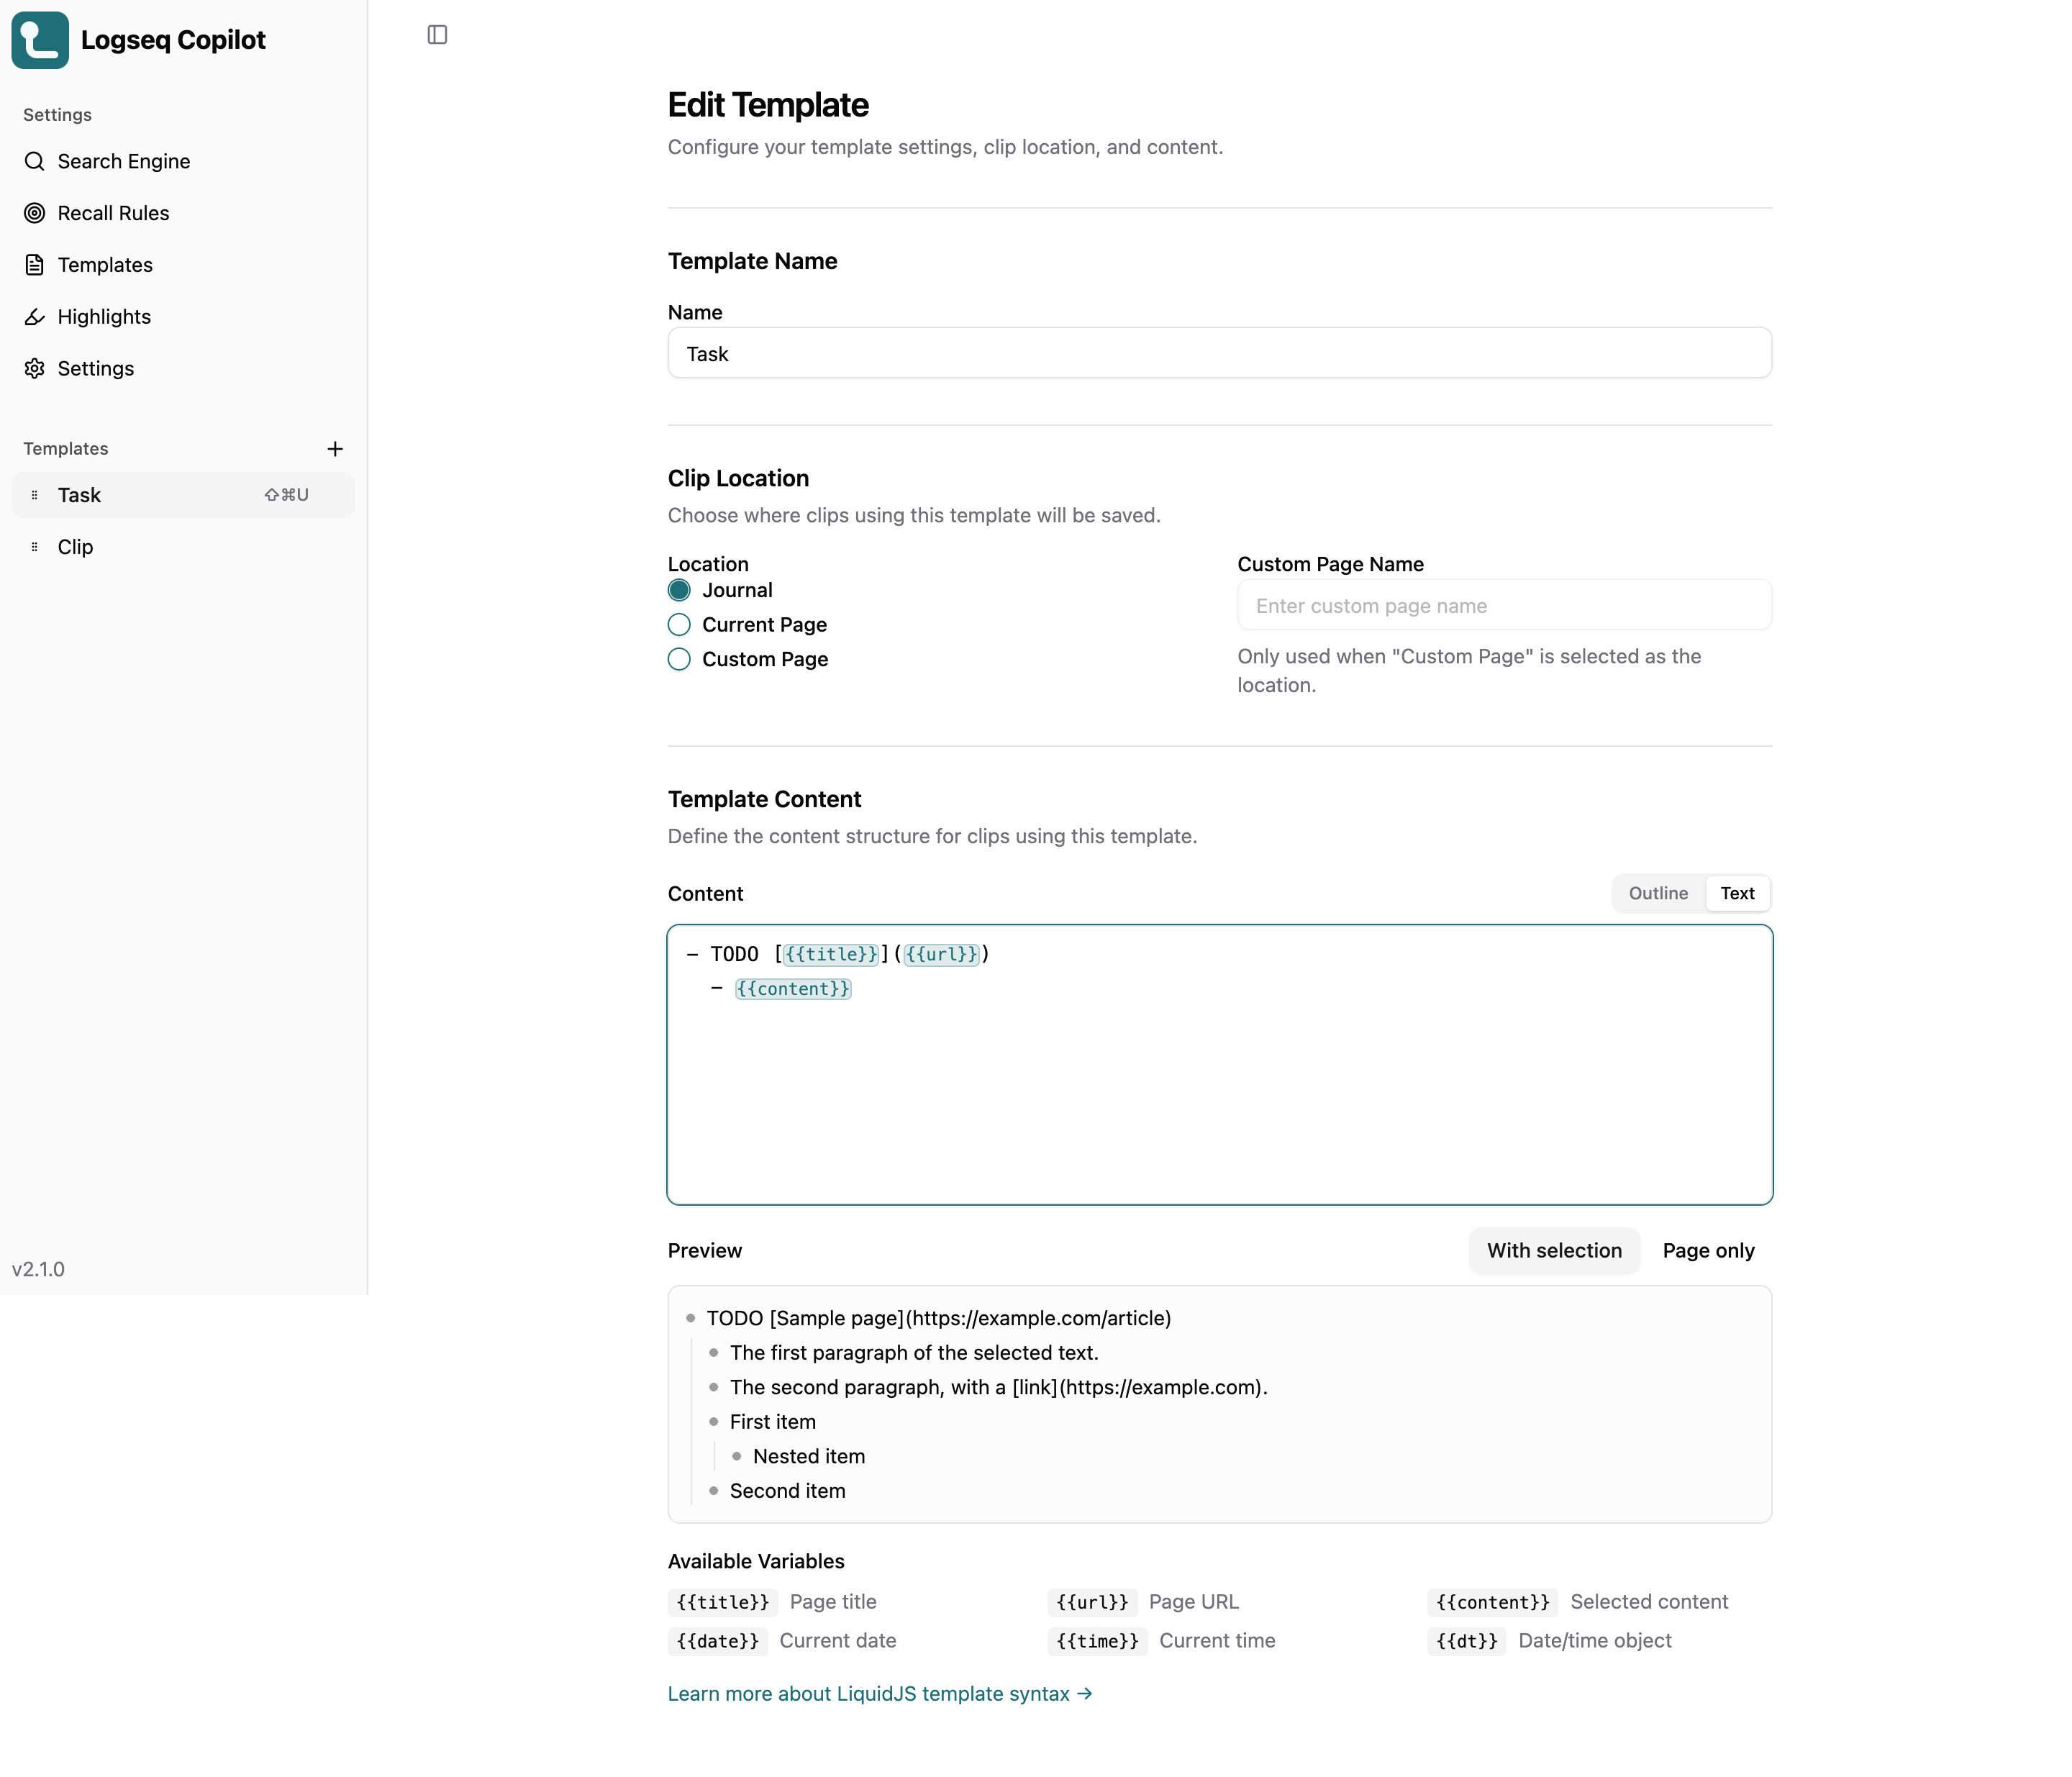 Logseq Copilot
Settings
Search Engine
Recall Rules
Templates
Highlights
Settings
Templates
Task ⇧⌘U
Clip
v2.1.0
Edit Template
Configure your template settings, clip location, and content.
Template Name
Name
Task
Clip Location
Choose where clips using this template will be saved.
Location
Journal
Current Page
Custom Page
Custom Page Name
Enter custom page name
Only used when "Custom Page" is selected as the
location.
Template Content
Define the content structure for clips using this template.
Content
Outline Text
– TODO [{{title}}]({{url}})
– {{content}}
Preview
With selection Page only
TODO [Sample page](https://example.com/article)
The first paragraph of the selected text.
The second paragraph, with a [link](https://example.com).
First item
Nested item
Second item
Available Variables
{{title}} Page title {{url}} Page URL {{content}} Selected content
{{date}} Current date {{time}} Current time {{dt}} Date/time object
Learn more about LiquidJS template syntax →